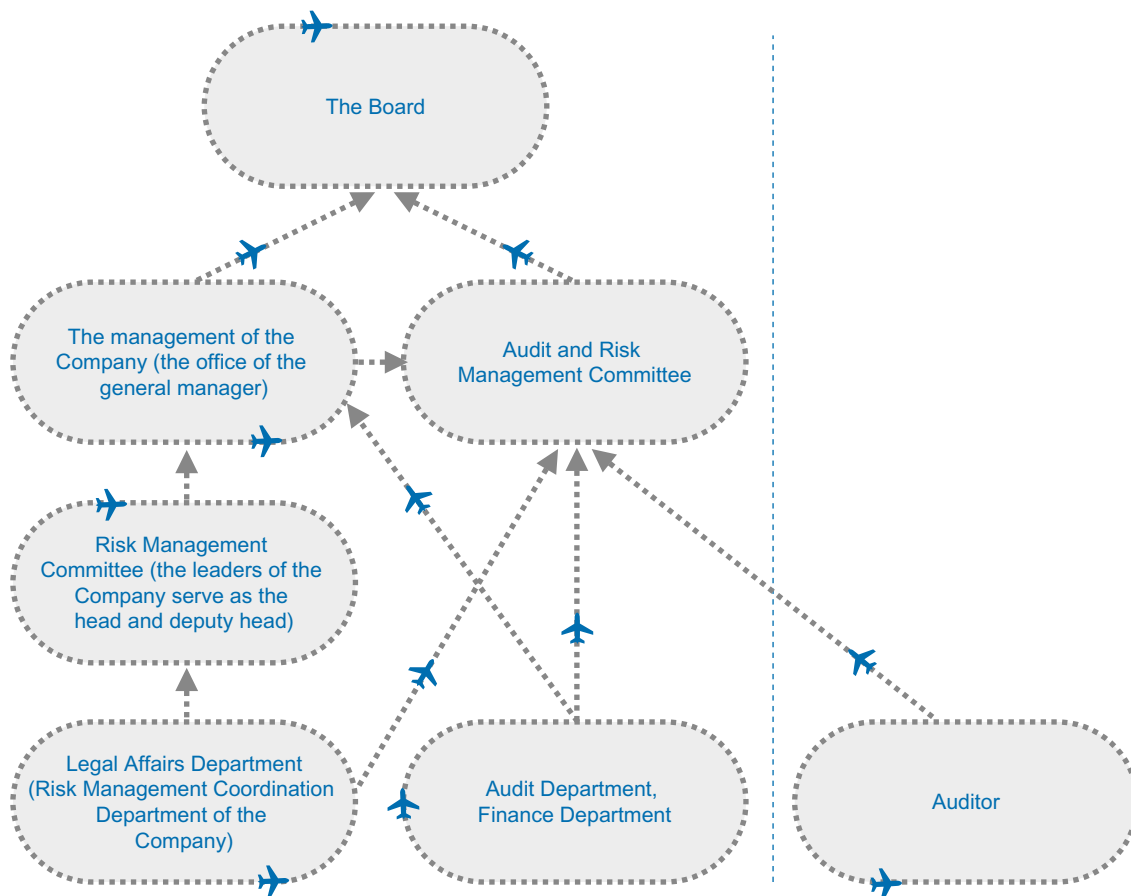 The Board
The management of the
Company (the office of the
general manager)
Audit and Risk
Management Committee
Risk Management
Committee (the leaders of the
Company serve as the
head and deputy head)
Legal Affairs Department
(Risk Management Coordination
Department of the
Company)
Audit Department,
Finance Department
Auditor